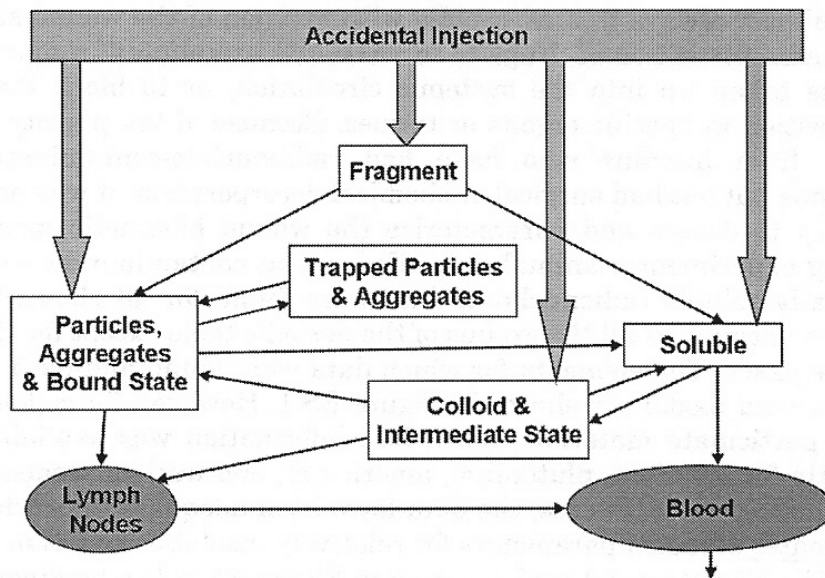 Accidental Injection
Fragment
Trapped Particles
& Aggregates
Particles,
Aggregates
& Bound State
Soluble
Colloid &
Intermediate State
Lymph
Nodes
Blood